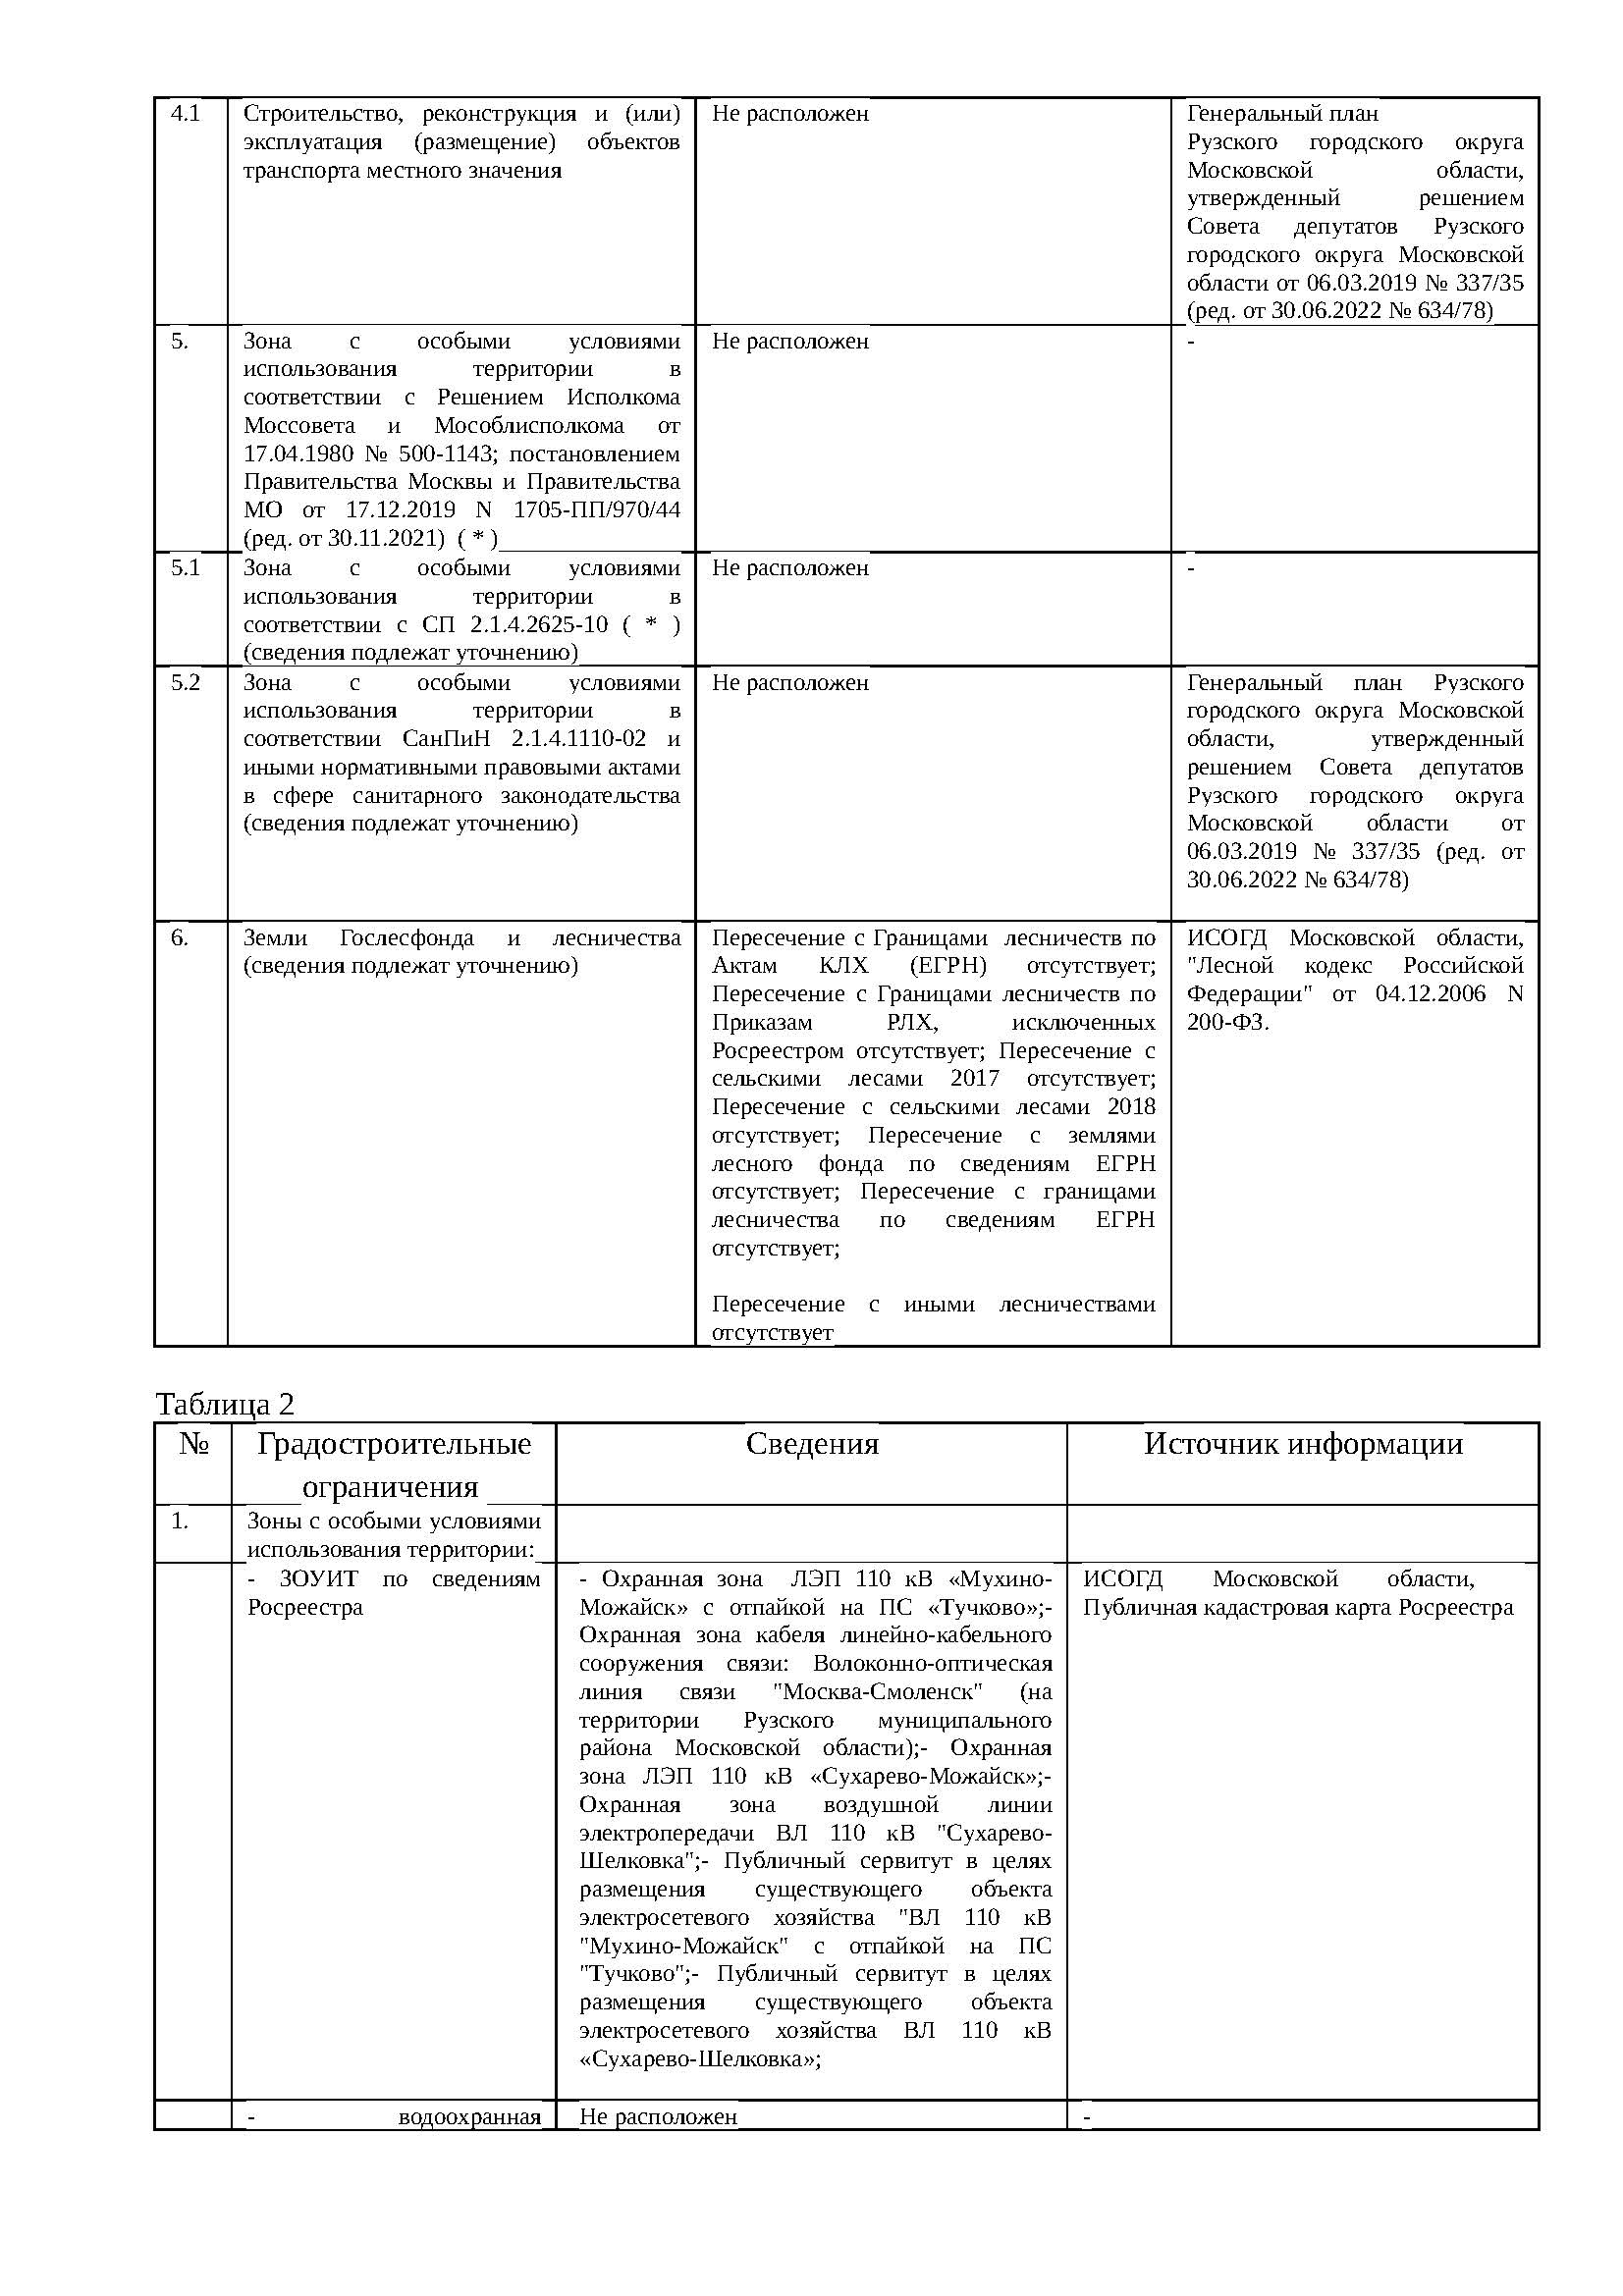 4.1
Строительство, реконструкция и (или)
эксплуатация (размещение) объектов
транспорта местного значения
Не расположен
Генеральный план
Рузского городского округа
Московской области,
утвержденный решением
Совета депутатов Рузского
городского округа Московской
области от 06.03.2019 № 337/35
(ред. от 30.06.2022 № 634/78)
5.
Зона с особыми условиями
использования территории в
соответствии с Решением Исполкома
Моссовета и Мособлисполкома от
17.04.1980 № 500-1143; постановлением
Правительства Москвы и Правительства
МО от 17.12.2019 N 1705-ПП/970/44
(ред. от 30.11.2021) ( * )
Не расположен
-
5.1
Зона с особыми условиями
использования территории в
соответствии с СП 2.1.4.2625-10 ( * )
(сведения подлежат уточнению)
Не расположен
-
5.2
Зона с особыми условиями
использования территории в
соответствии СанПиН 2.1.4.1110-02 и
иными нормативными правовыми актами
в сфере санитарного законодательства
(сведения подлежат уточнению)
Не расположен
Генеральный план Рузского
городского округа Московской
области, утвержденный
решением Совета депутатов
Рузского городского округа
Московской области от
06.03.2019 № 337/35 (ред. от
30.06.2022 № 634/78)
6.
Земли Гослесфонда и лесничества
(сведения подлежат уточнению)
Пересечение с Границами лесничеств по
Актам КЛХ (ЕГРН) отсутствует;
Пересечение с Границами лесничеств по
Приказам РЛХ, исключенных
Росреестром отсутствует; Пересечение с
сельскими лесами 2017 отсутствует;
Пересечение с сельскими лесами 2018
отсутствует; Пересечение с землями
лесного фонда по сведениям ЕГРН
отсутствует; Пересечение с границами
лесничества по сведениям ЕГРН
отсутствует;
Пересечение с иными лесничествами
отсутствует
ИСОГД Московской области,
"Лесной кодекс Российской
Федерации" от 04.12.2006 N
200-ФЗ.
Таблица 2
№
Градостроительные
ограничения
Сведения
Источник информации
1.
Зоны с особыми условиями
использования территории:
- ЗОУИТ по сведениям
Росреестра
- Охранная зона ЛЭП 110 кВ «Мухино-
Можайск» с отпайкой на ПС «Тучково»;-
Охранная зона кабеля линейно-кабельного
сооружения связи: Волоконно-оптическая
линия связи "Москва-Смоленск" (на
территории Рузского муниципального
района Московской области);- Охранная
зона ЛЭП 110 кВ «Сухарево-Можайск»;-
Охранная зона воздушной линии
электропередачи ВЛ 110 кВ "Сухарево-
Шелковка";- Публичный сервитут в целях
размещения существующего объекта
электросетевого хозяйства "ВЛ 110 кВ
"Мухино-Можайск" с отпайкой на ПС
"Тучково";- Публичный сервитут в целях
размещения существующего объекта
электросетевого хозяйства ВЛ 110 кВ
«Сухарево-Шелковка»;
ИСОГД Московской области,
Публичная кадастровая карта Росреестра
- водоохранная
Не расположен
-